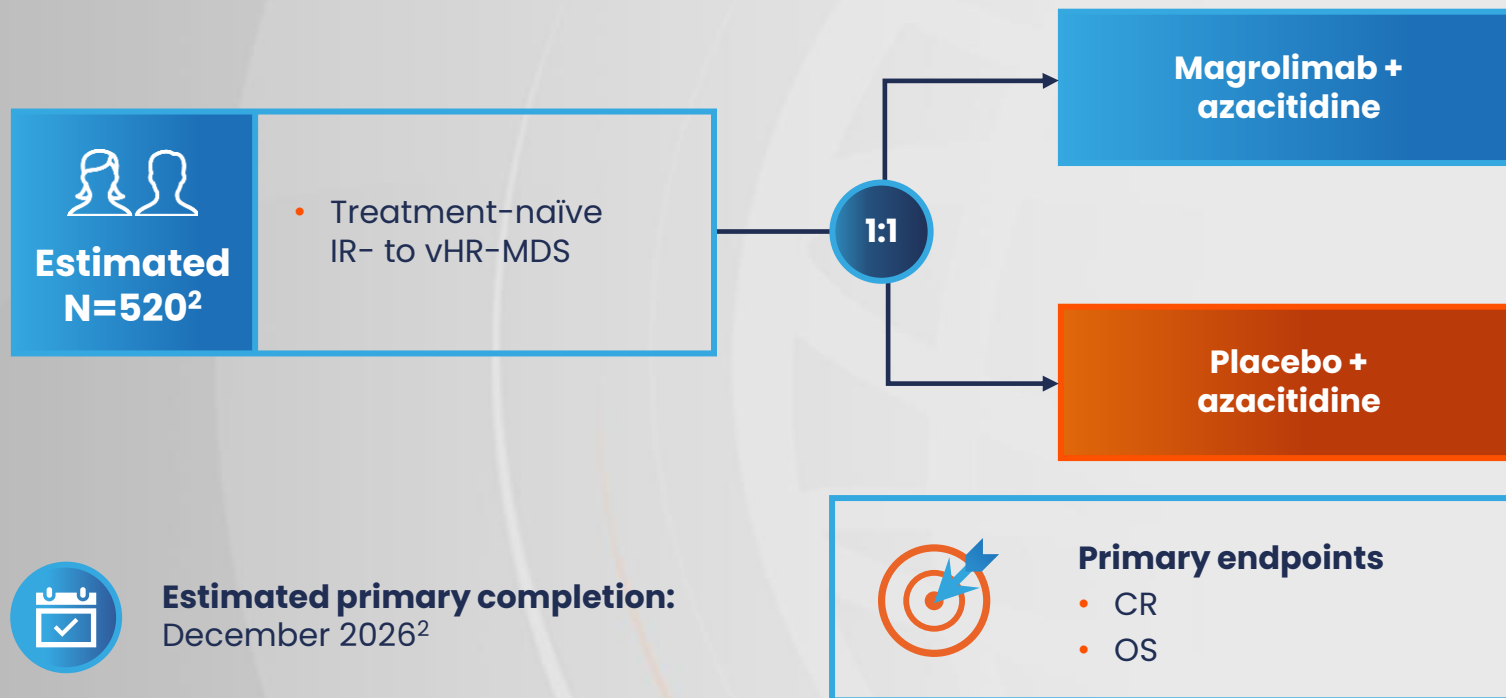 Estimated
N=520²
• Treatment-naïve
IR- to vHR-MDS
1:1
Magrolimab +
azacitidine
Placebo +
azacitidine
Estimated primary completion:
December 2026²
Primary endpoints
• CR
• OS